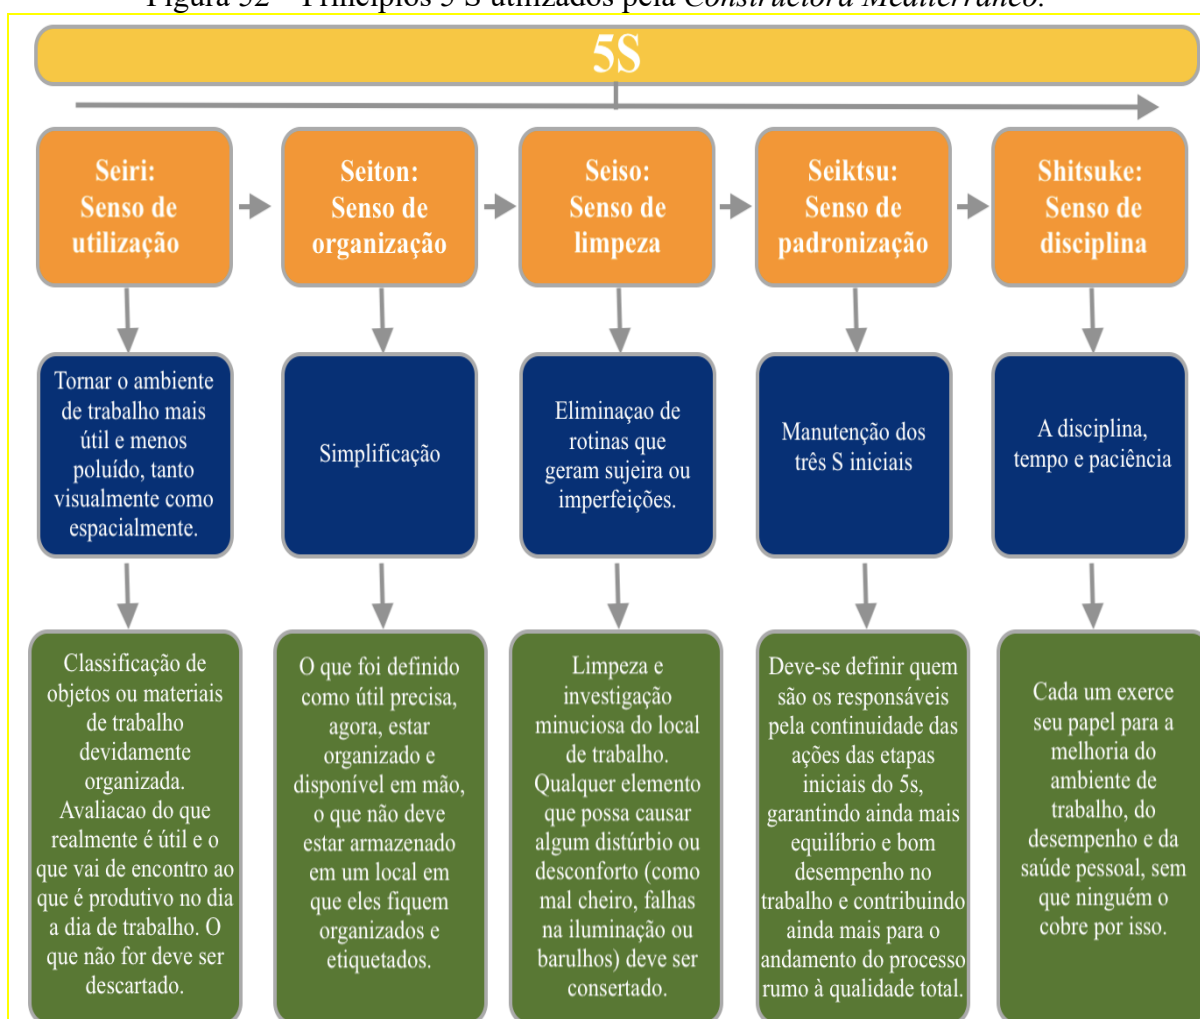 Figura 52 – Princípios 5 S utilizados pela Constructora Mediterráneo.
5S
Seiri:
Senso de
utilização
Seiton:
Senso de
organização
Seiso:
Senso de
limpeza
Seiktsu:
Senso de
padronização
Shitsuke:
Senso de
disciplina
Tornar o ambiente
de trabalho mais
útil e menos
poluído, tanto
visualmente como
espacialmente.
Simplificação
Eliminaçao de
rotinas que
geram sujeira ou
imperfeições.
Manutenção dos
três S iniciais
A disciplina,
tempo e paciência
Classificação de
objetos ou materiais
de trabalho
devidamente
organizada.
Avaliacao do que
realmente é útil e o
que vai de encontro ao
que é produtivo no dia
a dia de trabalho. O
que não for deve ser
descartado.
O que foi definido
como útil precisa,
agora, estar
organizado e
disponível em mão,
o que não deve
estar armazenado
em um local em
que eles fiquem
organizados e
etiquetados.
Limpeza e
investigação
minuciosa do local
de trabalho.
Qualquer elemento
que possa causar
algum distúrbio ou
desconforto (como
mal cheiro, falhas
na iluminação ou
barulhos) deve ser
consertado.
Deve-se definir quem
são os responsáveis
pela continuidade das
ações das etapas
iniciais do 5s,
garantindo ainda mais
equilíbrio e bom
desempenho no
trabalho e contribuindo
ainda mais para o
andamento do processo
rumo à qualidade total.
Cada um exerce
seu papel para a
melhoria do
ambiente de
trabalho, do
desempenho e da
saúde pessoal, sem
que ninguém o
cobre por isso.